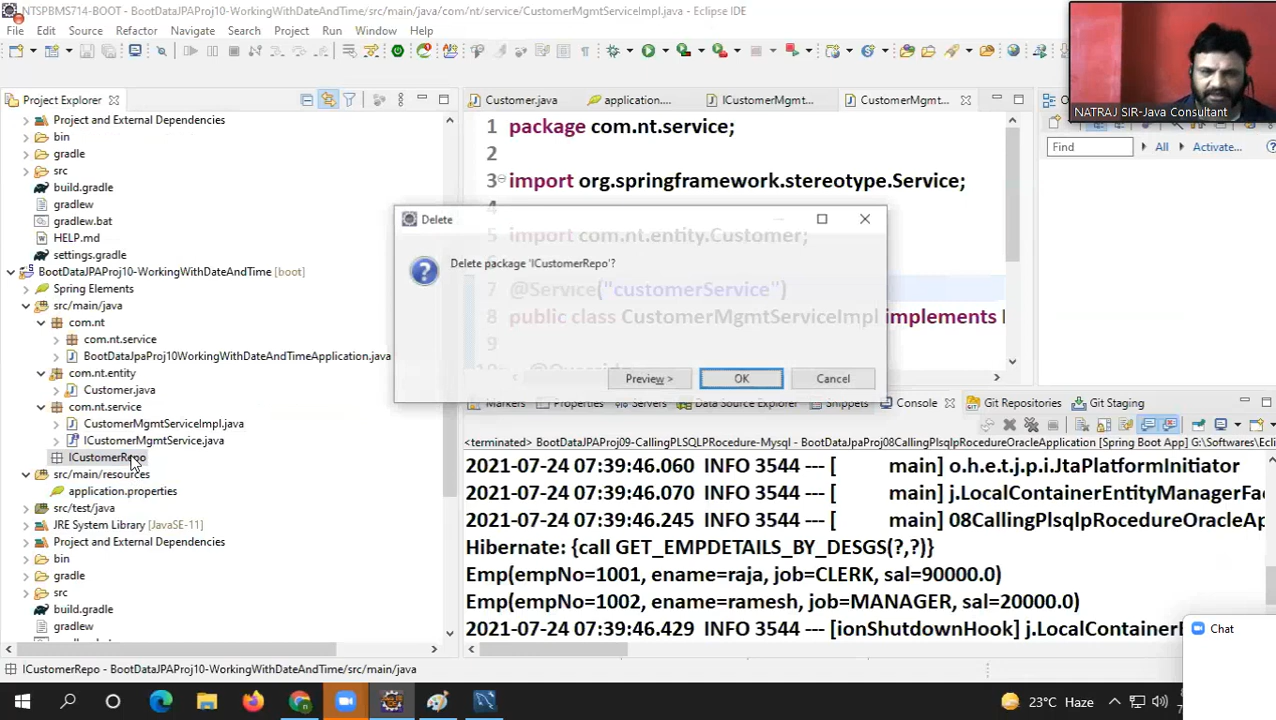 NTSPBMS714-BOOT - BootDataJPAProj10-WorkingWithDateAndTime/src/main/java/com/nt/service/CustomerMgmtServiceImpl.java - Eclipse IDE
File Edit Source Refactor Navigate Search Project Run Window Help
NATRAJ SIR-Java Consultant
Project Explorer
Project and External Dependencies
bin
gradle
src
build.gradle
gradlew
gradlew.bat
HELP.md
settings.gradle
BootDataJPAProj10-WorkingWithDateAndTime [boot]
Spring Elements
src/main/java
com.nt
com.nt.service
BootDataJpaProj10WorkingWithDateAndTimeApplication.java
com.nt.entity
Customer.java
com.nt.service
CustomerMgmtServiceImpl.java
ICustomerMgmtService.java
ICustomerRepo
src/main/resources
application.properties
src/test/java
JRE System Library [JavaSE-11]
Project and External Dependencies
bin
gradle
src
build.gradle
gradlew
Customer.java application.... ICustomerMgmt... CustomerMgmt...
1 package com.nt.service;
2
3 import org.springframework.stereotype.Service;
5 import com.nt.entity.Customer;
7 @Service("customerService")
8 public class CustomerMgmtServiceImpl implements I
9
@Override
Delete
Delete package 'ICustomerRepo'?
Preview > OK Cancel
Find All Activate...
Markers Properties Servers Data Source Explorer Snippets Console Git Repositories Git Staging
<terminated> BootDataJPAProj09-CallingPLSQLPRocedure-Mysql - BootDataJpaProj08CallingPlsqlpRocedureOracleApplication [Spring Boot App] G:\Softwares\Ecli
2021-07-24 07:39:46.060 INFO 3544 --- [ main] o.h.e.t.j.p.i.JtaPlatformInitiator
2021-07-24 07:39:46.070 INFO 3544 --- [ main] j.LocalContainerEntityManagerFac
2021-07-24 07:39:46.245 INFO 3544 --- [ main] 08CallingPlsqlpRocedureOracleAp
Hibernate: {call GET_EMPDETAILS_BY_DESGS(?,?)}
Emp(empNo=1001, ename=raja, job=CLERK, sal=90000.0)
Emp(empNo=1002, ename=ramesh, job=MANAGER, sal=20000.0)
2021-07-24 07:39:46.429 INFO 3544 --- [ionShutdownHook] j.LocalContainerE
Chat
ICustomerRepo - BootDataJPAProj10-WorkingWithDateAndTime/src/main/java
23°C Haze